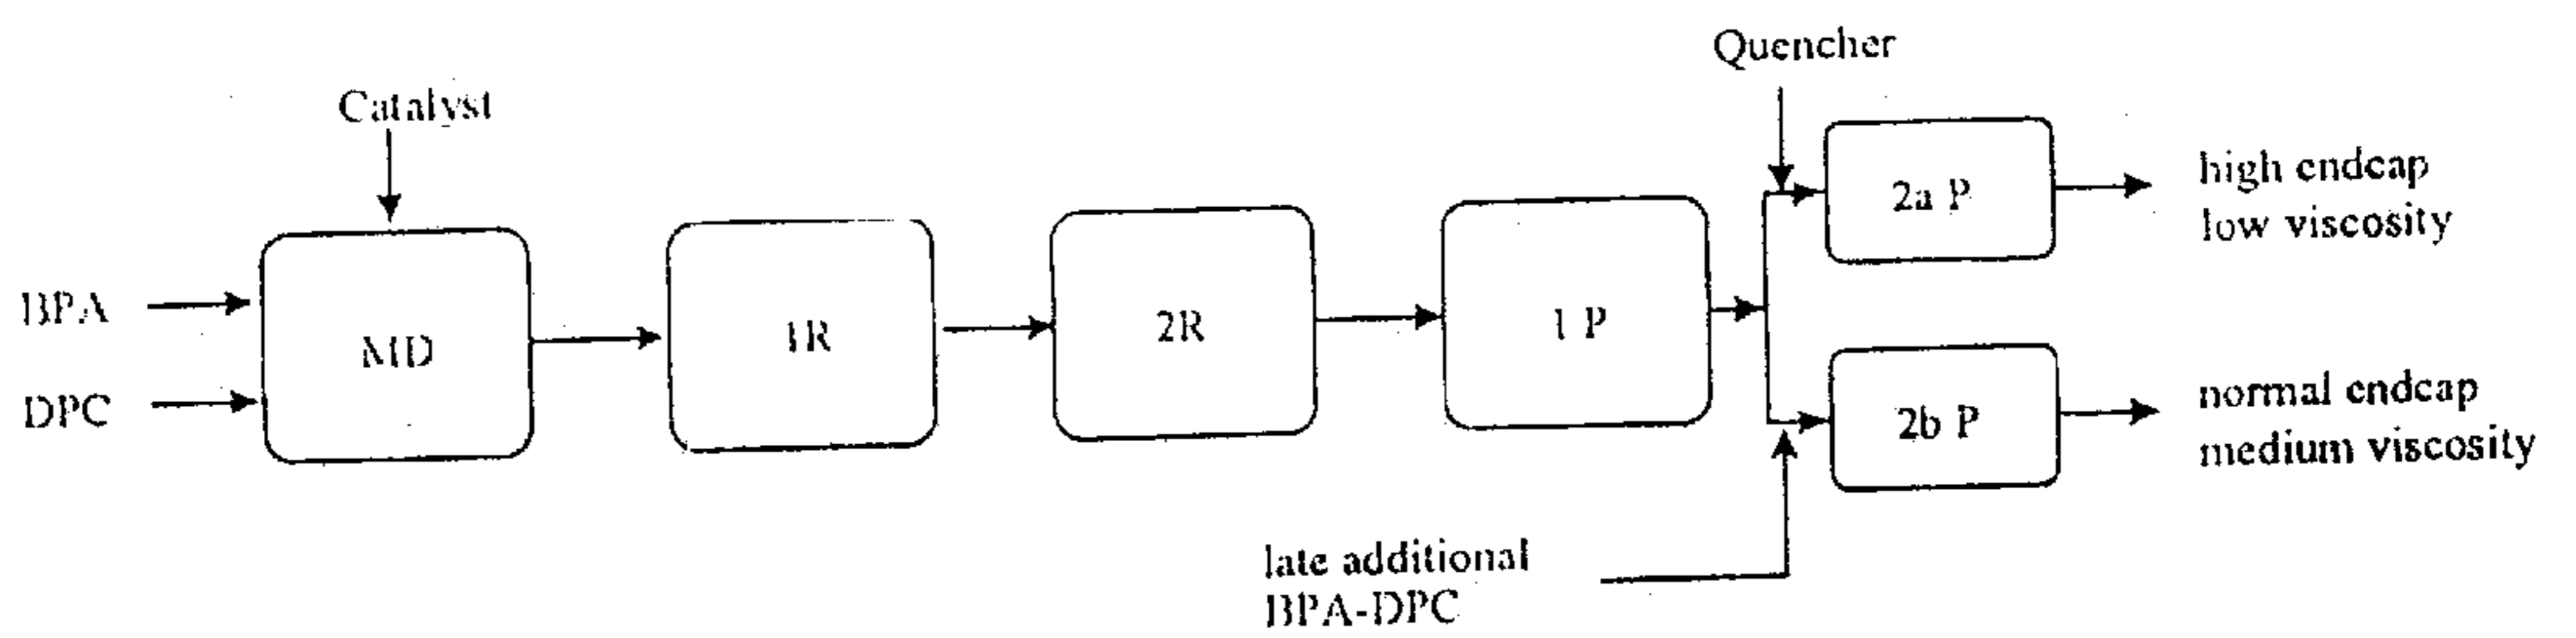 Quencher
Catalyst
high endcap
low viscosity
2a P
BPA
MD
1R
2R
1 P
DPC
normal endcap
medium viscosity
2b P
late additional
BPA-DPC